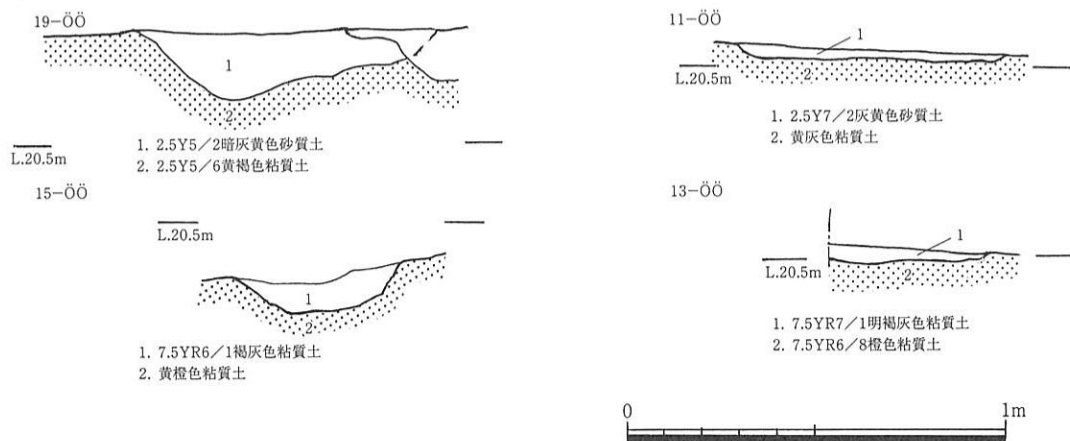 19-ÖÖ
1
2
L.20.5m
1. 2.5Y5/2暗灰黄色砂質土
2. 2.5Y5/6黄褐色粘質土
11-ÖÖ
1
L.20.5m
2
1. 2.5Y7/2灰黄色砂質土
2. 黄灰色粘質土
15-ÖÖ
L.20.5m
1
2
1. 7.5YR6/1褐灰色粘質土
2. 黄橙色粘質土
13-ÖÖ
1
L.20.5m
2
1. 7.5YR7/1明褐灰色粘質土
2. 7.5YR6/8橙色粘質土
0 1m